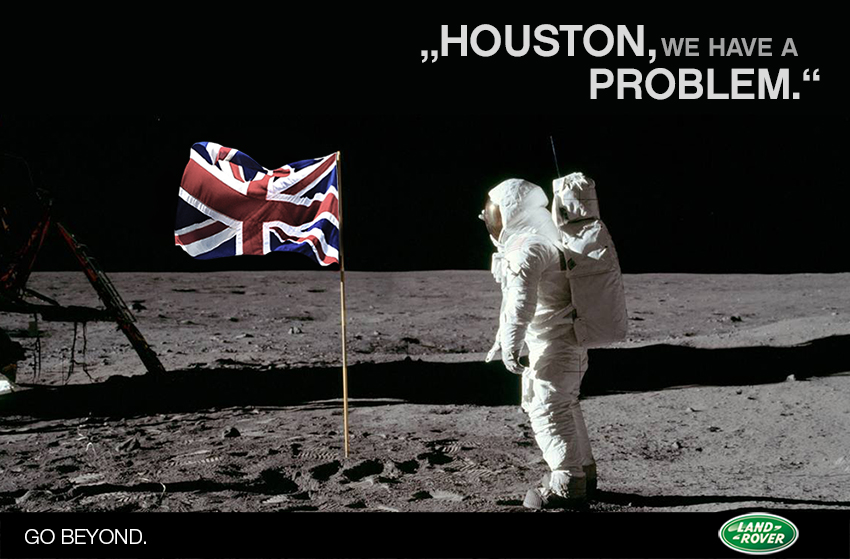 „HOUSTON, WE HAVE A
PROBLEM.“
GO BEYOND.
LAND-
ROVER